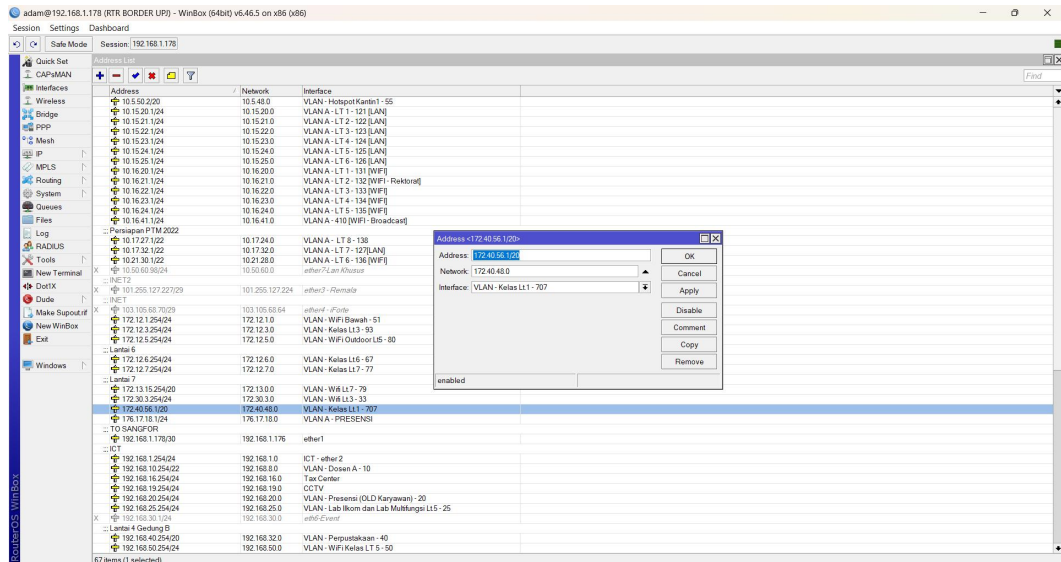 adam@192.168.1.178 (RTR BORDER UPJ) - WinBox (64bit) v6.46.5 on x86 (x86)
Session Settings Dashboard
Safe Mode Session: 192.168.1.178
Quick Set
CAPsMAN
Interfaces
Wireless
Bridge
PPP
Mesh
IP
MPLS
Routing
System
Queues
Files
Log
RADIUS
Tools
New Terminal
Dot1X
Dude
Make Supout.rif
New WinBox
Exit
Windows
RouterOS WinBox
Address List
Find
Address / Network Interface
10.5.50.2/20 10.5.48.0 VLAN - Hotspot Kantin1 - 55
10.15.20.1/24 10.15.20.0 VLAN A - LT 1 - 121 [LAN]
10.15.21.1/24 10.15.21.0 VLAN A - LT 2 - 122 [LAN]
10.15.22.1/24 10.15.22.0 VLAN A - LT 3 - 123 [LAN]
10.15.23.1/24 10.15.23.0 VLAN A - LT 4 - 124 [LAN]
10.15.24.1/24 10.15.24.0 VLAN A - LT 5 - 125 [LAN]
10.15.25.1/24 10.15.25.0 VLAN A - LT 6 - 126 [LAN]
10.16.20.1/24 10.16.20.0 VLAN A - LT 1 - 131 [WIFI]
10.16.21.1/24 10.16.21.0 VLAN A - LT 2 - 132 [WIFI - Rektorat]
10.16.22.1/24 10.16.22.0 VLAN A - LT 3 - 133 [WIFI]
10.16.23.1/24 10.16.23.0 VLAN A - LT 4 - 134 [WIFI]
10.16.24.1/24 10.16.24.0 VLAN A - LT 5 - 135 [WIFI]
10.16.41.1/24 10.16.41.0 VLAN A - 410 [WIFI - Broadcast]
::: Persiapan PTM 2022
10.17.27.1/22 10.17.24.0 VLAN A - LT 8 - 138
10.17.32.1/22 10.17.32.0 VLAN A - LT 7 - 127[LAN]
10.21.30.1/22 10.21.28.0 VLAN A - LT 6 - 136 [WIFI]
X 10.50.60.98/24 10.50.60.0 ether7-Lan Khusus
::: INET2
X 101.255.127.227/29 101.255.127.224 ether3 - Remala
::: INET
X 103.105.68.70/29 103.105.68.64 ether4 - iForte
172.12.1.254/24 172.12.1.0 VLAN - WiFi Bawah - 51
172.12.3.254/24 172.12.3.0 VLAN - Kelas Lt.3 - 93
172.12.5.254/24 172.12.5.0 VLAN - WiFi Outdoor Lt5 - 80
::: Lantai 6
172.12.6.254/24 172.12.6.0 VLAN - Kelas Lt.6 - 67
172.12.7.254/24 172.12.7.0 VLAN - Kelas Lt.7 - 77
::: Lantai 7
172.13.15.254/20 172.13.0.0 VLAN - Wifi Lt.7 - 79
172.30.3.254/24 172.30.3.0 VLAN - Wifi Lt.3 - 33
172.40.56.1/20 172.40.48.0 VLAN - Kelas Lt.1 - 707
176.17.18.1/24 176.17.18.0 VLAN A - PRESENSI
::: TO SANGFOR
192.168.1.178/30 192.168.1.176 ether1
::: ICT
192.168.1.254/24 192.168.1.0 ICT - ether 2
192.168.10.254/22 192.168.8.0 VLAN - Dosen A - 10
192.168.16.254/24 192.168.16.0 Tax Center
192.168.19.254/24 192.168.19.0 CCTV
192.168.20.254/24 192.168.20.0 VLAN - Presensi (OLD Karyawan) - 20
192.168.25.254/24 192.168.25.0 VLAN - Lab Ilkom dan Lab Multifungsi Lt.5 - 25
X 192.168.30.1/24 192.168.30.0 eth6-Event
::: Lantai 4 Gedung B
192.168.40.254/20 192.168.32.0 VLAN - Perpustakaan - 40
192.168.50.254/24 192.168.50.0 VLAN - WiFi Kelas LT 5 - 50
67 items (1 selected)
Address <172.40.56.1/20>
Address: 172.40.56.1/20
Network: 172.40.48.0
Interface: VLAN - Kelas Lt.1 - 707
OK
Cancel
Apply
Disable
Comment
Copy
Remove
enabled